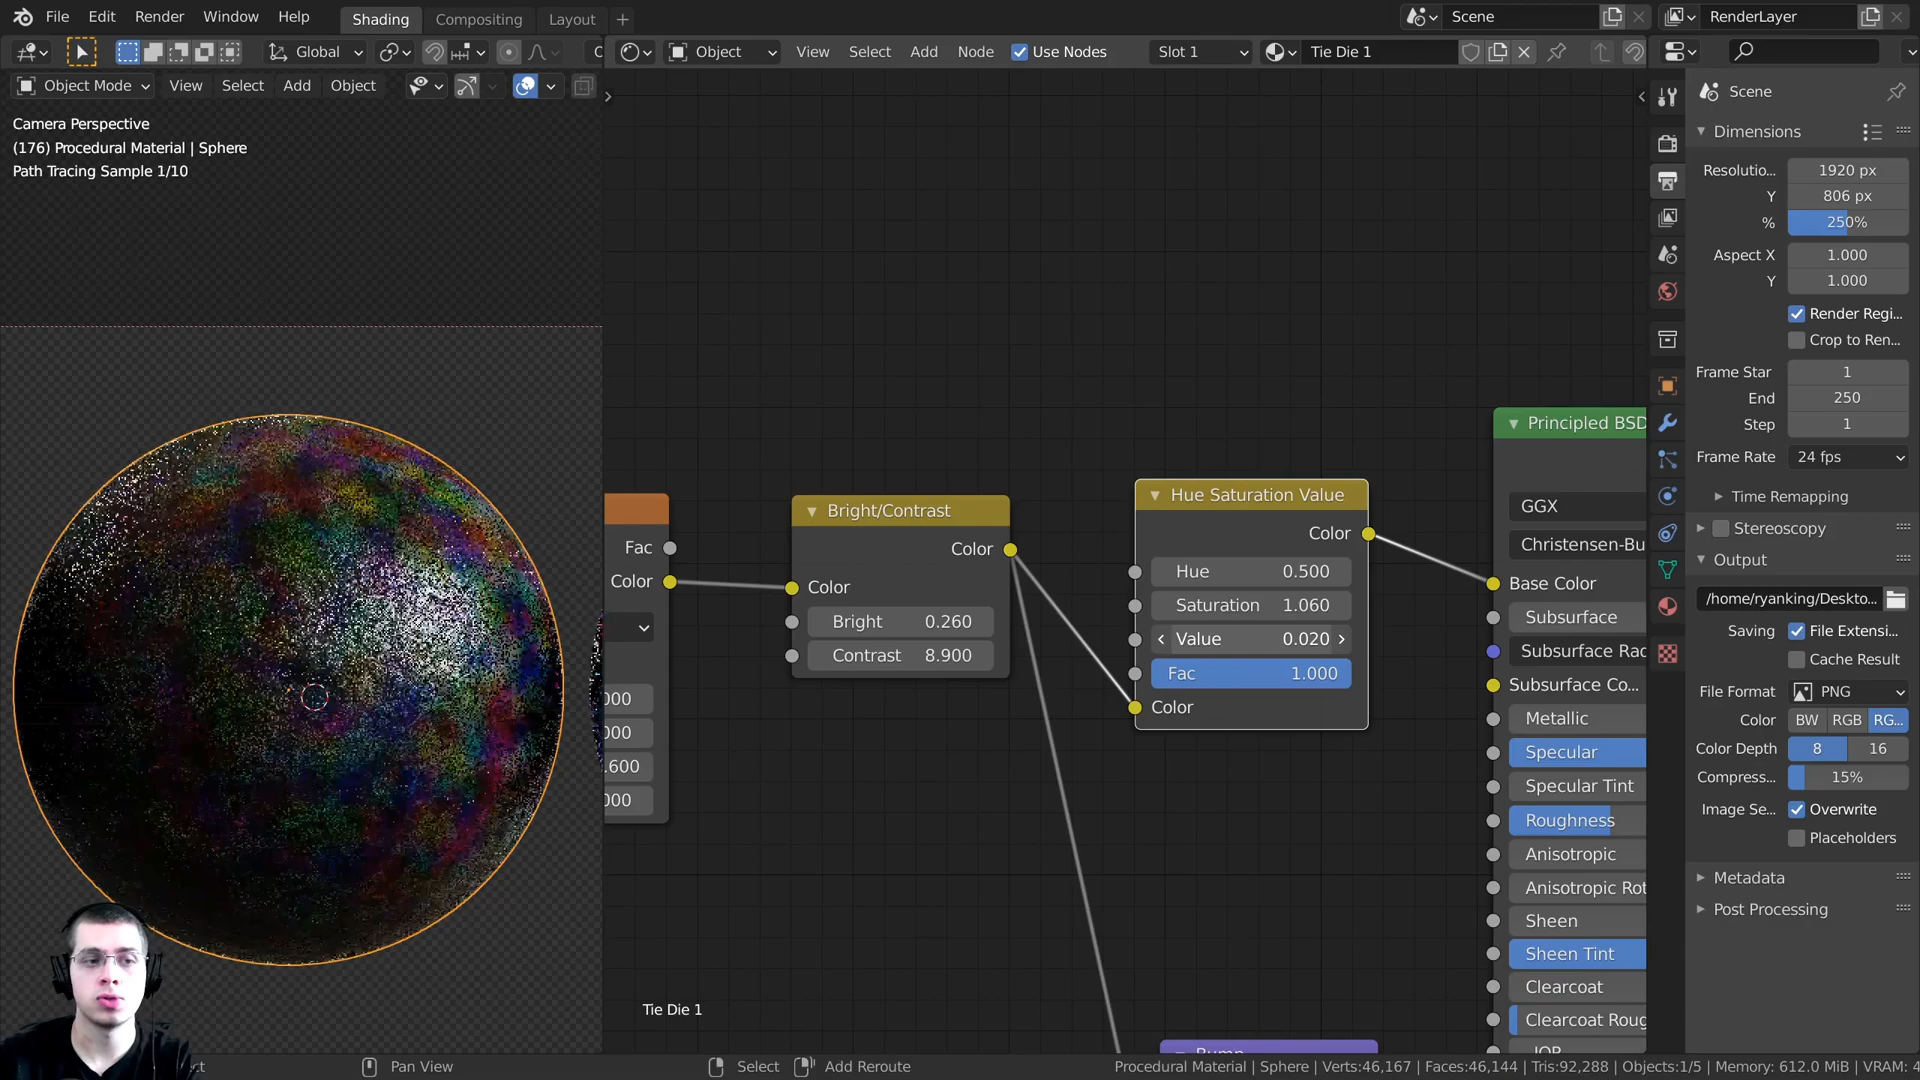 File Edit Render Window Help Shading Compositing Layout + Scene RenderLayer
Global Object View Select Add Node Use Nodes Slot 1 Tie Die 1
Object Mode View Select Add Object
Camera Perspective
(176) Procedural Material | Sphere
Path Tracing Sample 1/10
Fac
Color
000
000
.600
000
Bright/Contrast
Color
Color
Bright 0.260
Contrast 8.900
Hue Saturation Value
Color
Hue 0.500
Saturation 1.060
Value 0.020
Fac 1.000
Color
Principled BSD
GGX
Christensen-Bu
Base Color
Subsurface
Subsurface Rac
Subsurface Co...
Metallic
Specular
Specular Tint
Roughness
Anisotropic
Anisotropic Rot
Sheen
Sheen Tint
Clearcoat
Clearcoat Roug
Tie Die 1
Scene
Dimensions
Resolutio... 1920 px
Y 806 px
% 250%
Aspect X 1.000
Y 1.000
Render Regi...
Crop to Ren...
Frame Star 1
End 250
Step 1
Frame Rate 24 fps
Time Remapping
Stereoscopy
Output
/home/ryanking/Deskto...
Saving File Extensi...
Cache Result
File Format PNG
Color BW RGB RG...
Color Depth 8 16
Compress... 15%
Image Se... Overwrite
Placeholders
Metadata
Post Processing
Pan View Select Add Reroute Procedural Material | Sphere | Verts:46,167 | Faces:46,144 | Tris:92,288 | Objects:1/5 | Memory: 612.0 MiB | VRAM: 4